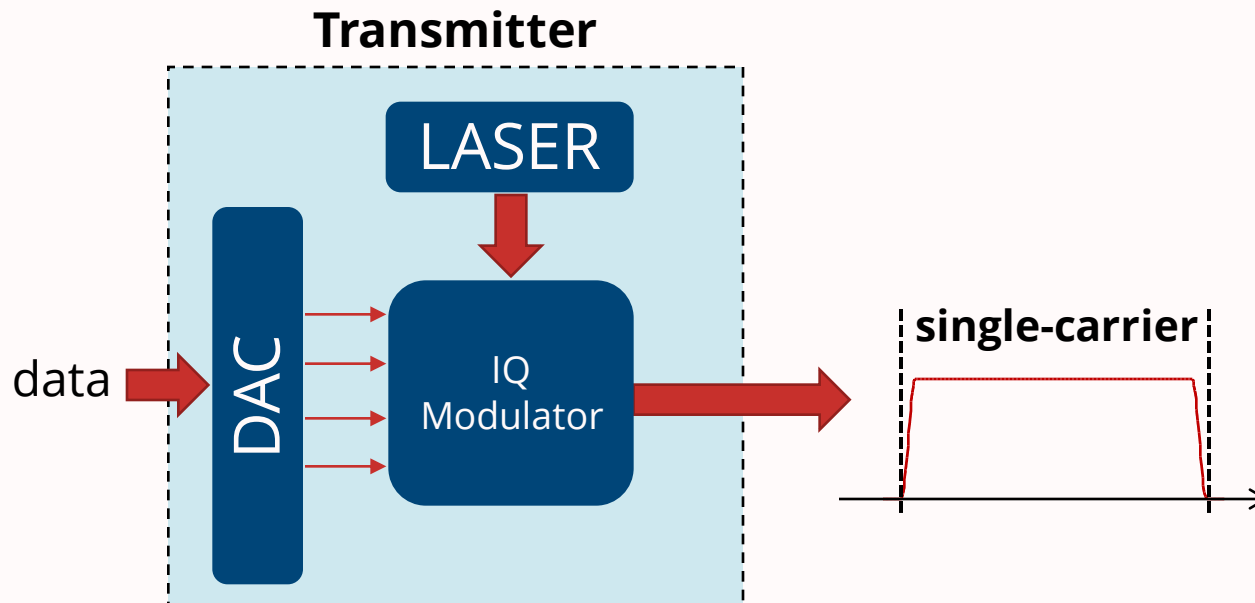 Transmitter
LASER
data
DAC
IQ
Modulator
single-carrier